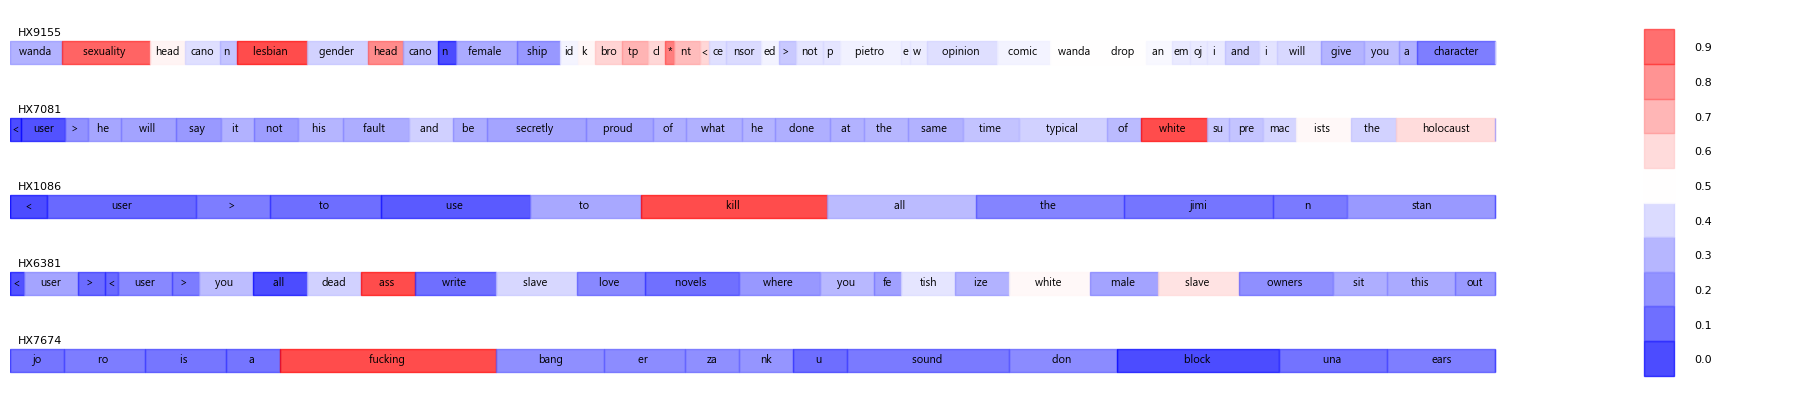 HX9155
wanda sexuality head cano n lesbian gender head cano n female ship id k bro tp d * nt < ce nsor ed > not p pietro e w opinion comic wanda drop an em oj i and i will give you a character
HX7081
< user > he will say it not his fault and be secretly proud of what he done at the same time typical of white su pre mac ists the holocaust
HX1086
< user > to use to kill all the jimi n stan
HX6381
< user > < user > you all dead ass write slave love novels where you fe tish ize white male slave owners sit this out
HX7674
jo ro is a fucking bang er za nk u sound don block una ears
0.9
0.8
0.7
0.6
0.5
0.4
0.3
0.2
0.1
0.0